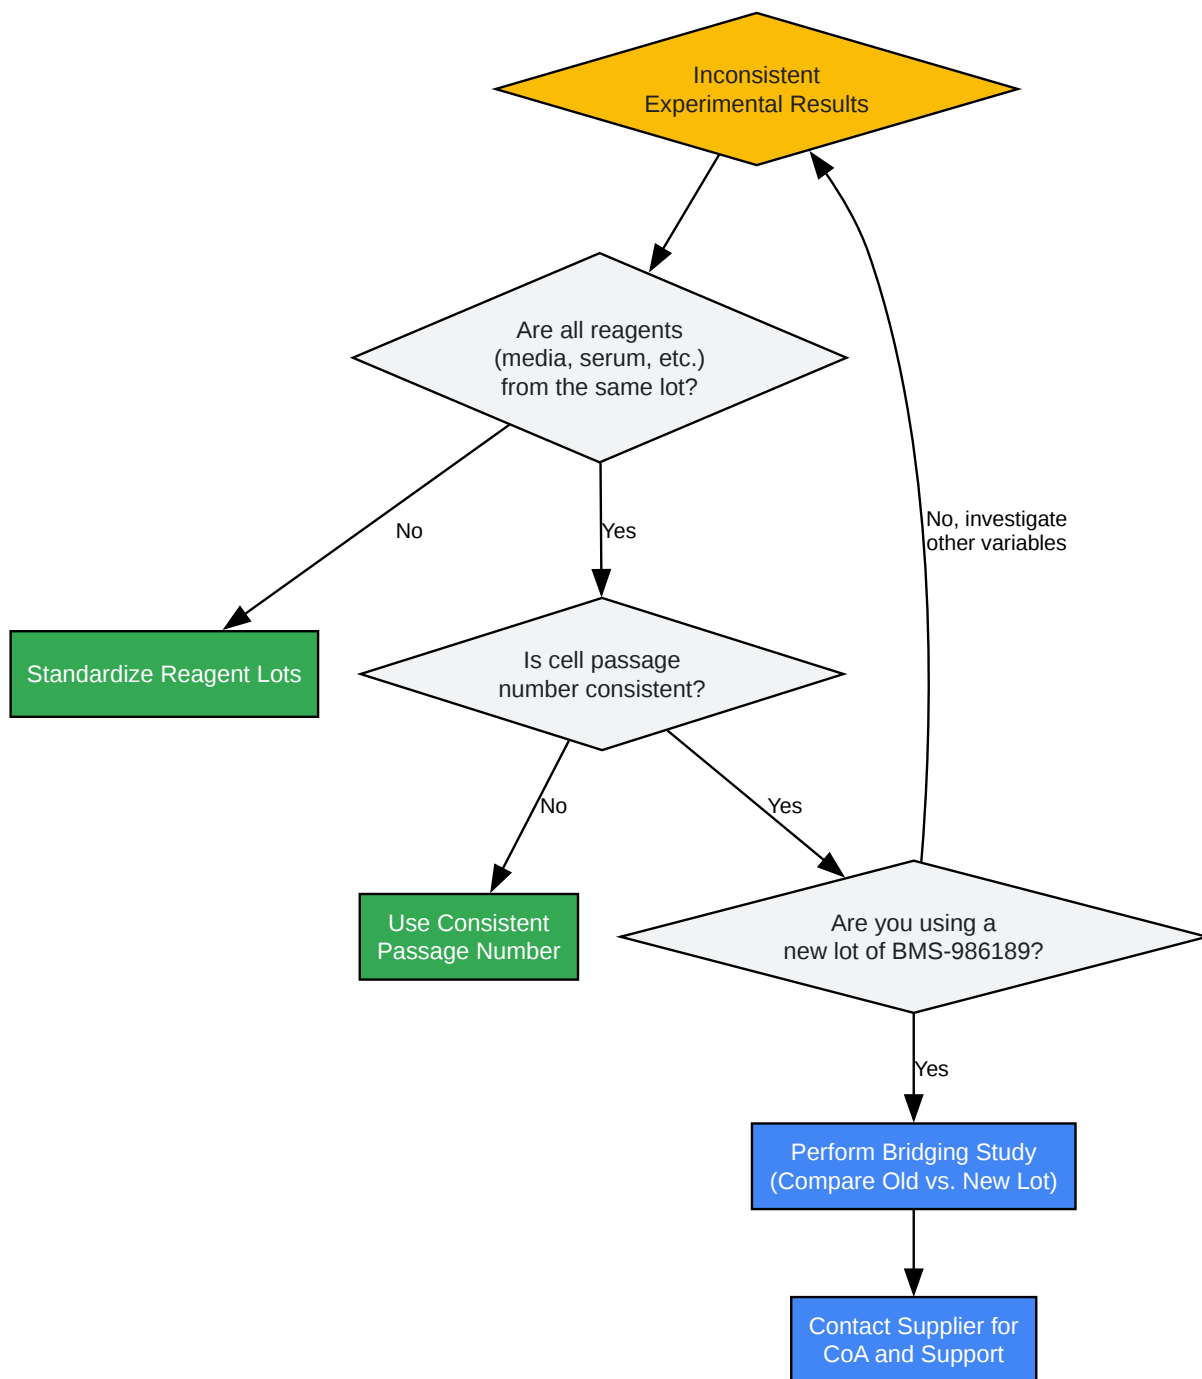 Inconsistent
Experimental Results
Are all reagents
(media, serum, etc.)
from the same lot?
No
Yes
No, investigate
other variables
Standardize Reagent Lots
Is cell passage
number consistent?
No
Yes
Use Consistent
Passage Number
Are you using a
new lot of BMS-986189?
Yes
Perform Bridging Study
(Compare Old vs. New Lot)
Contact Supplier for
CoA and Support